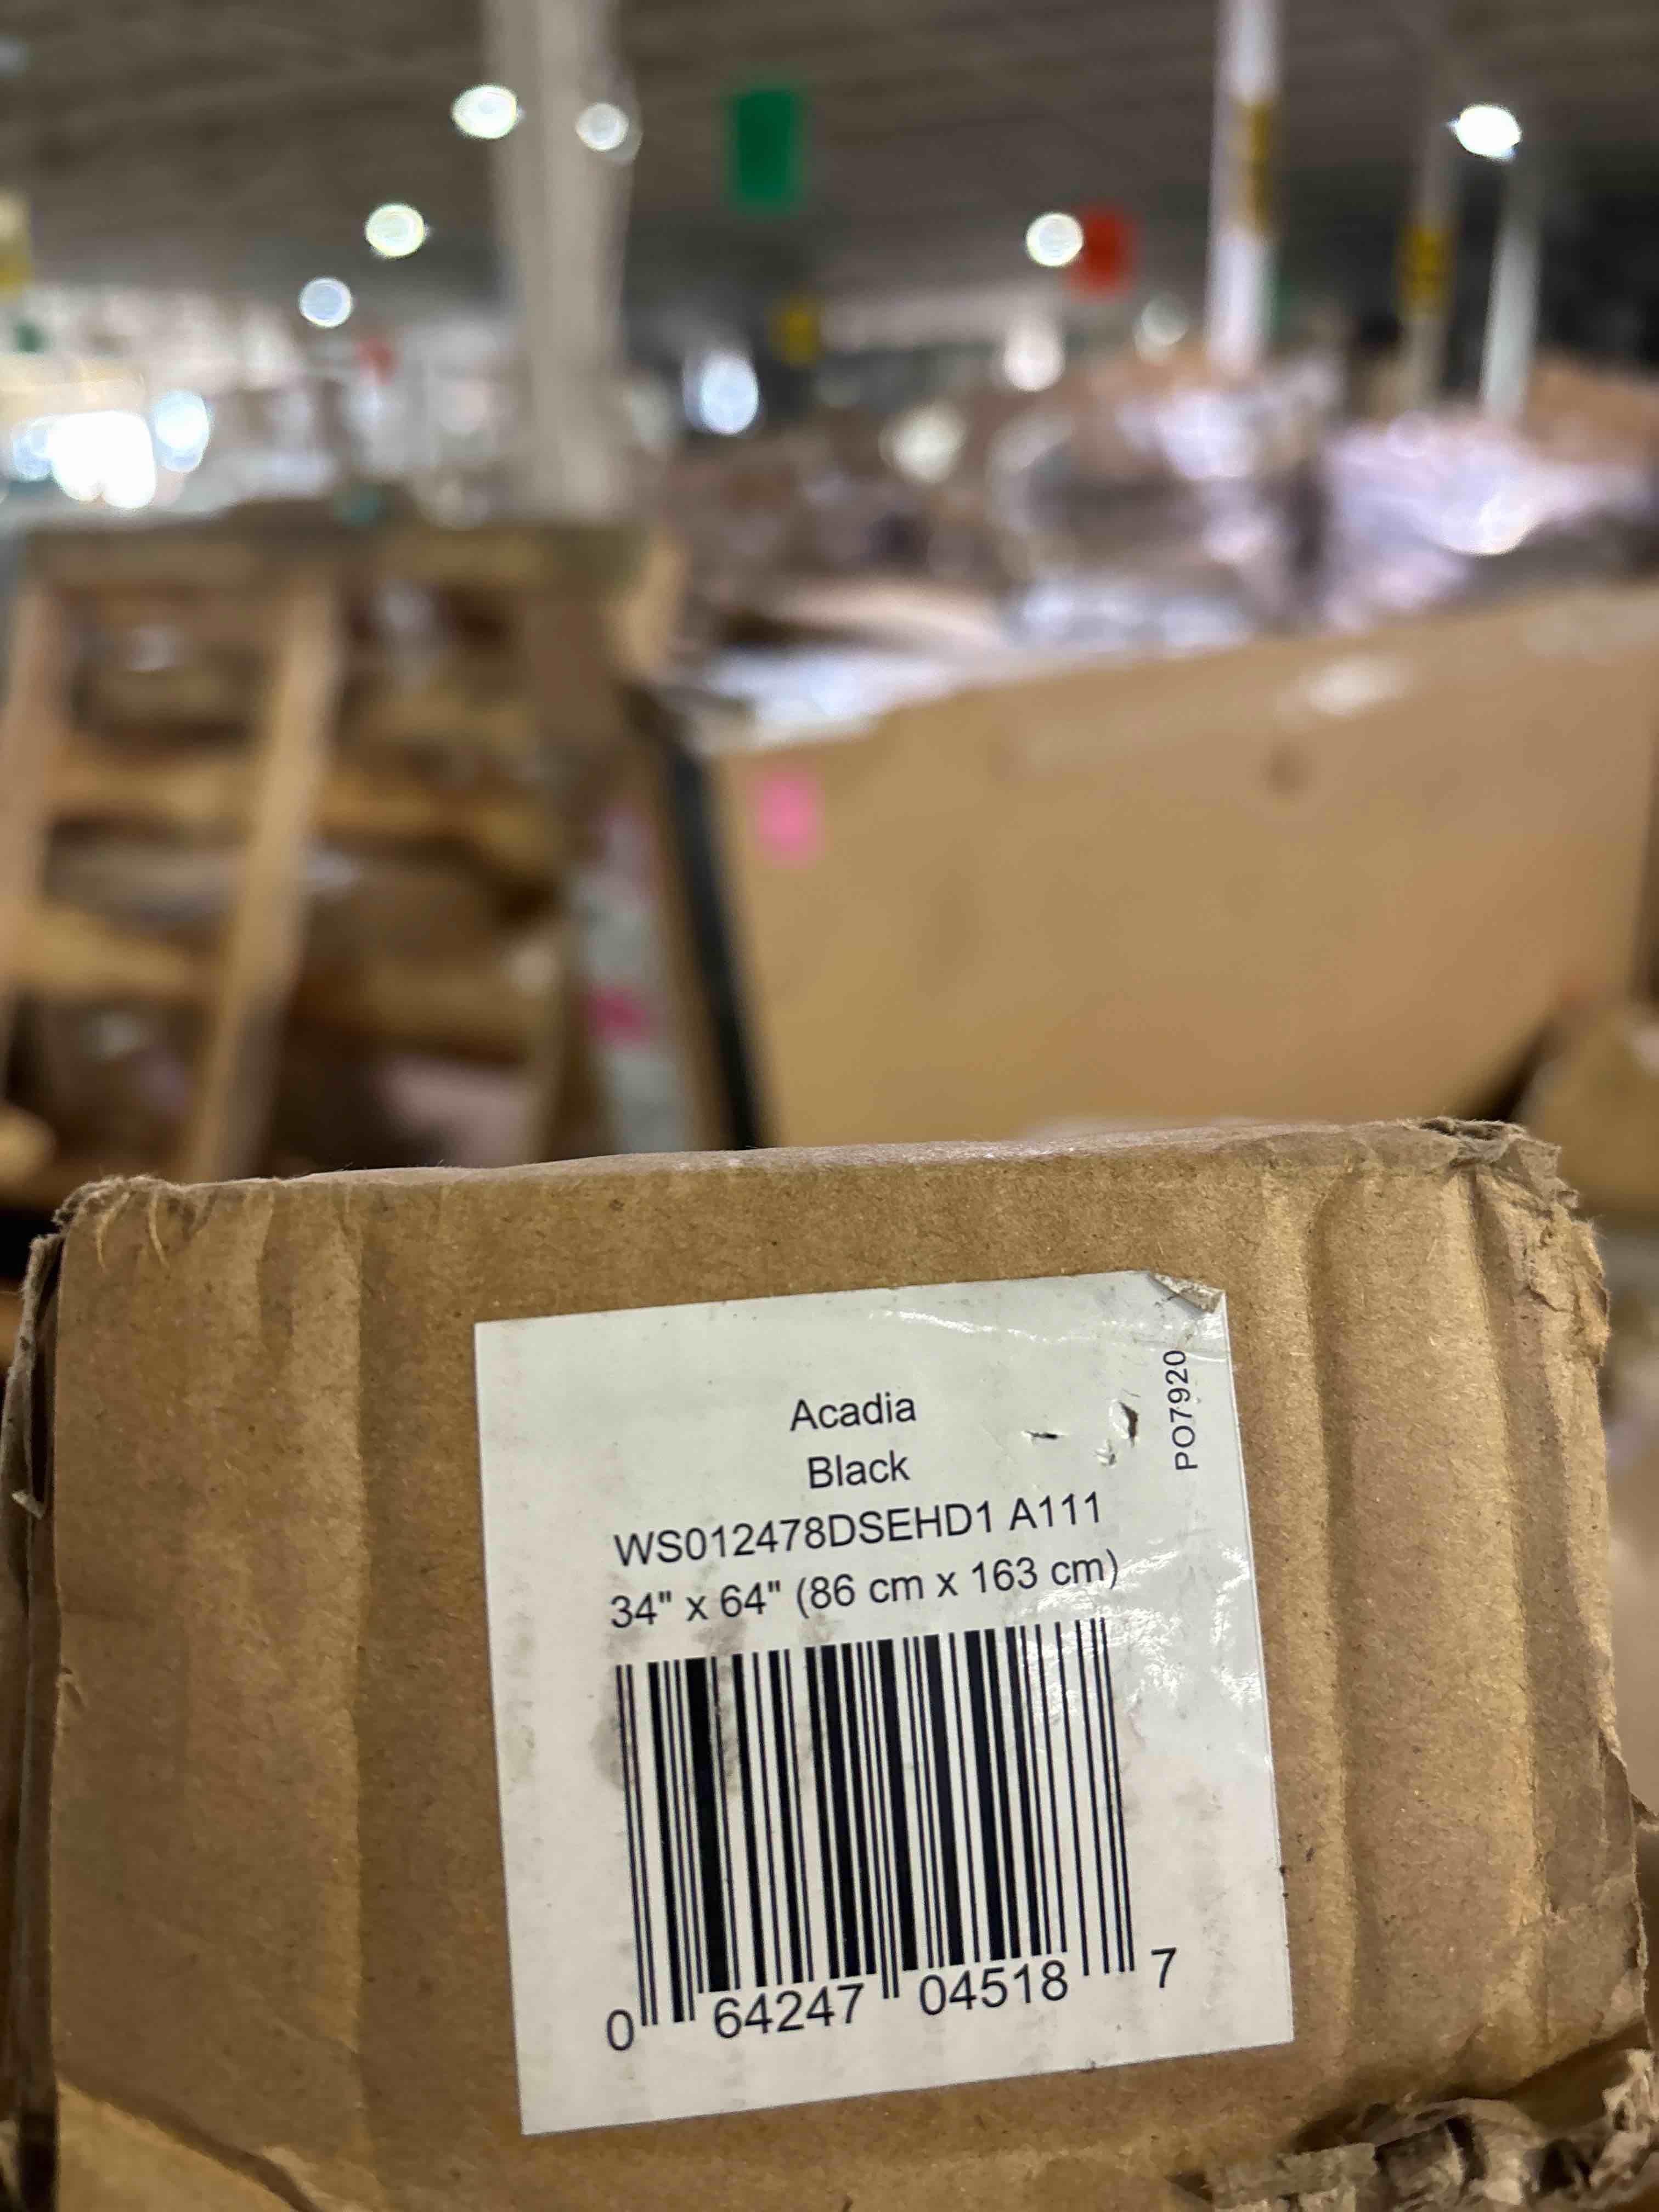 Acadia
Black
WS012478DSEHD1 A111
34" x 64" (86 cm x 163 cm)
0 64247 04518 7
PO7920